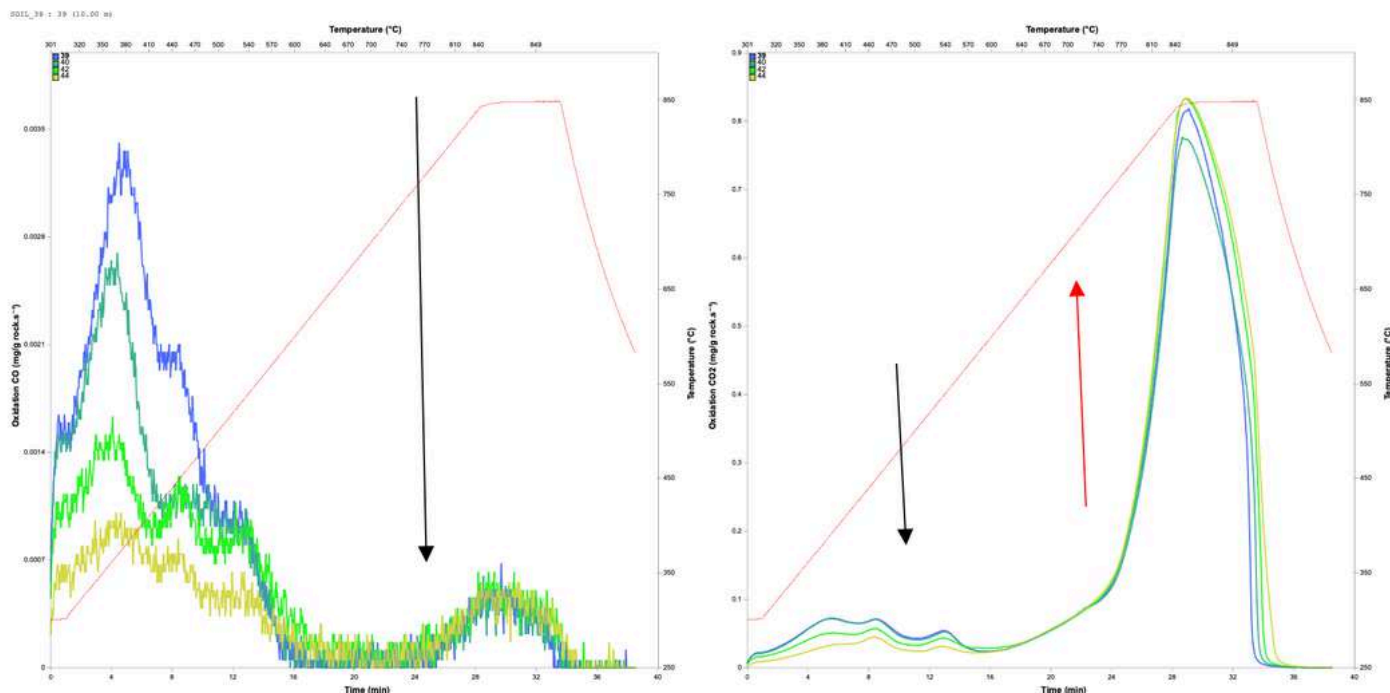 SOIL_39 : 39 (10.00 m)
Temperature (°C)
301 320 350 380 410 440 500 540 570 600 640 670 700 740 770 810 840 849
39
40
42
44
0.0035
0.0028
0.0021
0.0014
0.0007
0
Oxidation CO (mg/g rock.s⁻¹)
850
750
650
550
450
350
250
Temperature (°C)
0 4 8 12 16 20 24 28 32 36 40
Time (min)
Temperature (°C)
301 320 350 380 410 440 470 500 540 570 600 640 670 700 740 770 810 840 849
39
40
42
44
0.9
0.8
0.7
0.6
0.5
0.4
0.3
0.2
0.1
0
Oxidation CO2 (mg/g rock.s⁻¹)
850
750
650
550
450
350
250
Temperature (°C)
0 4 8 12 16 20 24 28 32 36 40
Time (min)